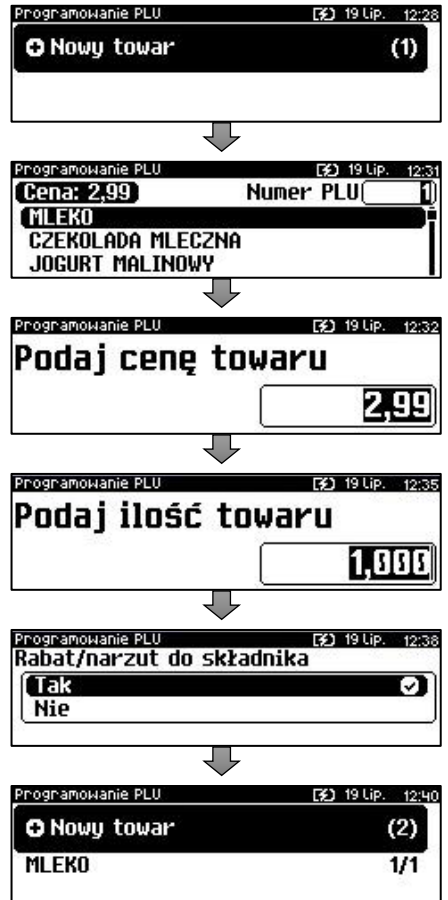 Programowanie PLU 19 Lip. 12:28
Nowy towar (1)
Programowanie PLU 19 Lip. 12:31
Cena: 2,99 Numer PLU 1
MLEKO
CZEKOLADA MLECZNA
JOGURT MALINOWY
Programowanie PLU 19 Lip. 12:32
Podaj cenę towaru
2,99
Programowanie PLU 19 Lip. 12:35
Podaj ilość towaru
1,000
Programowanie PLU 19 Lip. 12:38
Rabat/narzut do składnika
Tak
Nie
Programowanie PLU 19 Lip. 12:40
Nowy towar (2)
MLEKO 1/1